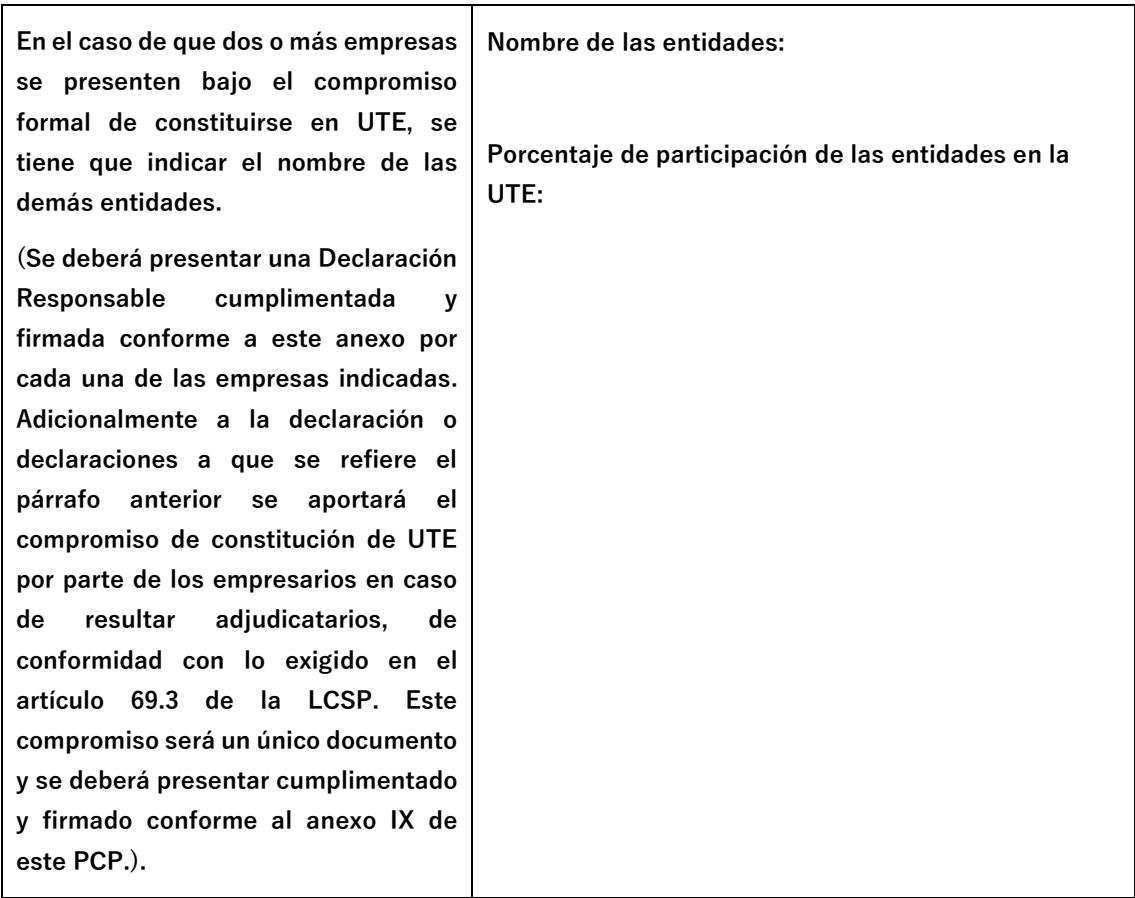 En el caso de que dos o más empresas
se presenten bajo el compromiso
formal de constituirse en UTE, se
tiene que indicar el nombre de las
demás entidades.
(Se deberá presentar una Declaración
Responsable cumplimentada y
firmada conforme a este anexo por
cada una de las empresas indicadas.
Adicionalmente a la declaración o
declaraciones a que se refiere el
párrafo anterior se aportará el
compromiso de constitución de UTE
por parte de los empresarios en caso
de resultar adjudicatarios, de
conformidad con lo exigido en el
artículo 69.3 de la LCSP. Este
compromiso será un único documento
y se deberá presentar cumplimentado
y firmado conforme al anexo IX de
este PCP.).
Nombre de las entidades:
Porcentaje de participación de las entidades en la
UTE: